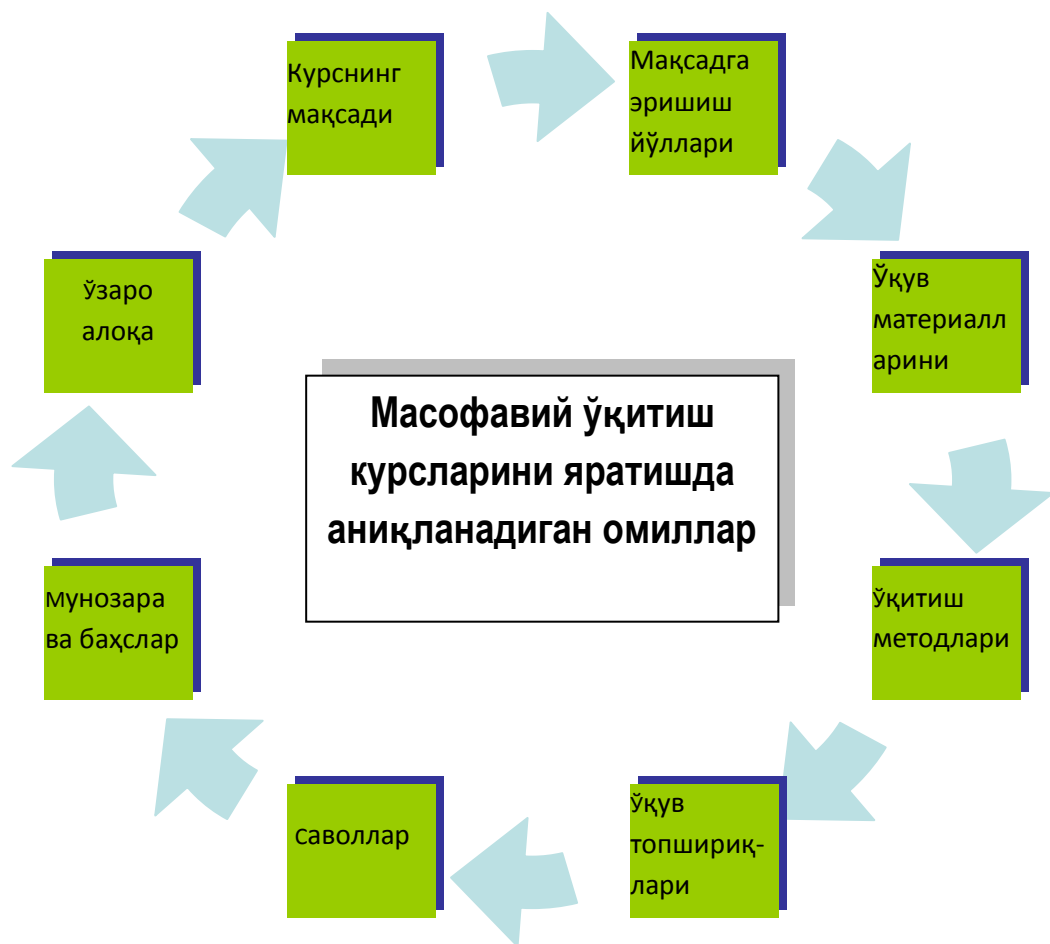 Курснинг
мақсади
Мақсадга
эришиш
йўллари
Ўқув
материалл
арини
ўқитиш
методлари
ўқув
топшириқ-
лари
саволлар
мунозара
ва баҳслар
ўзаро
алоқа
Масофавий ўқитиш
курсларини яратишда
аниқланадиган омиллар